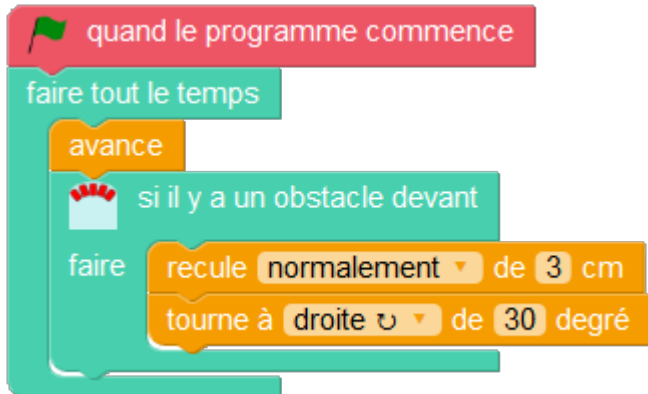 quand le programme commence
faire tout le temps
avance
si il y a un obstacle devant
faire recule normalement de 3 cm
tourne à droite ↻ de 30 degré